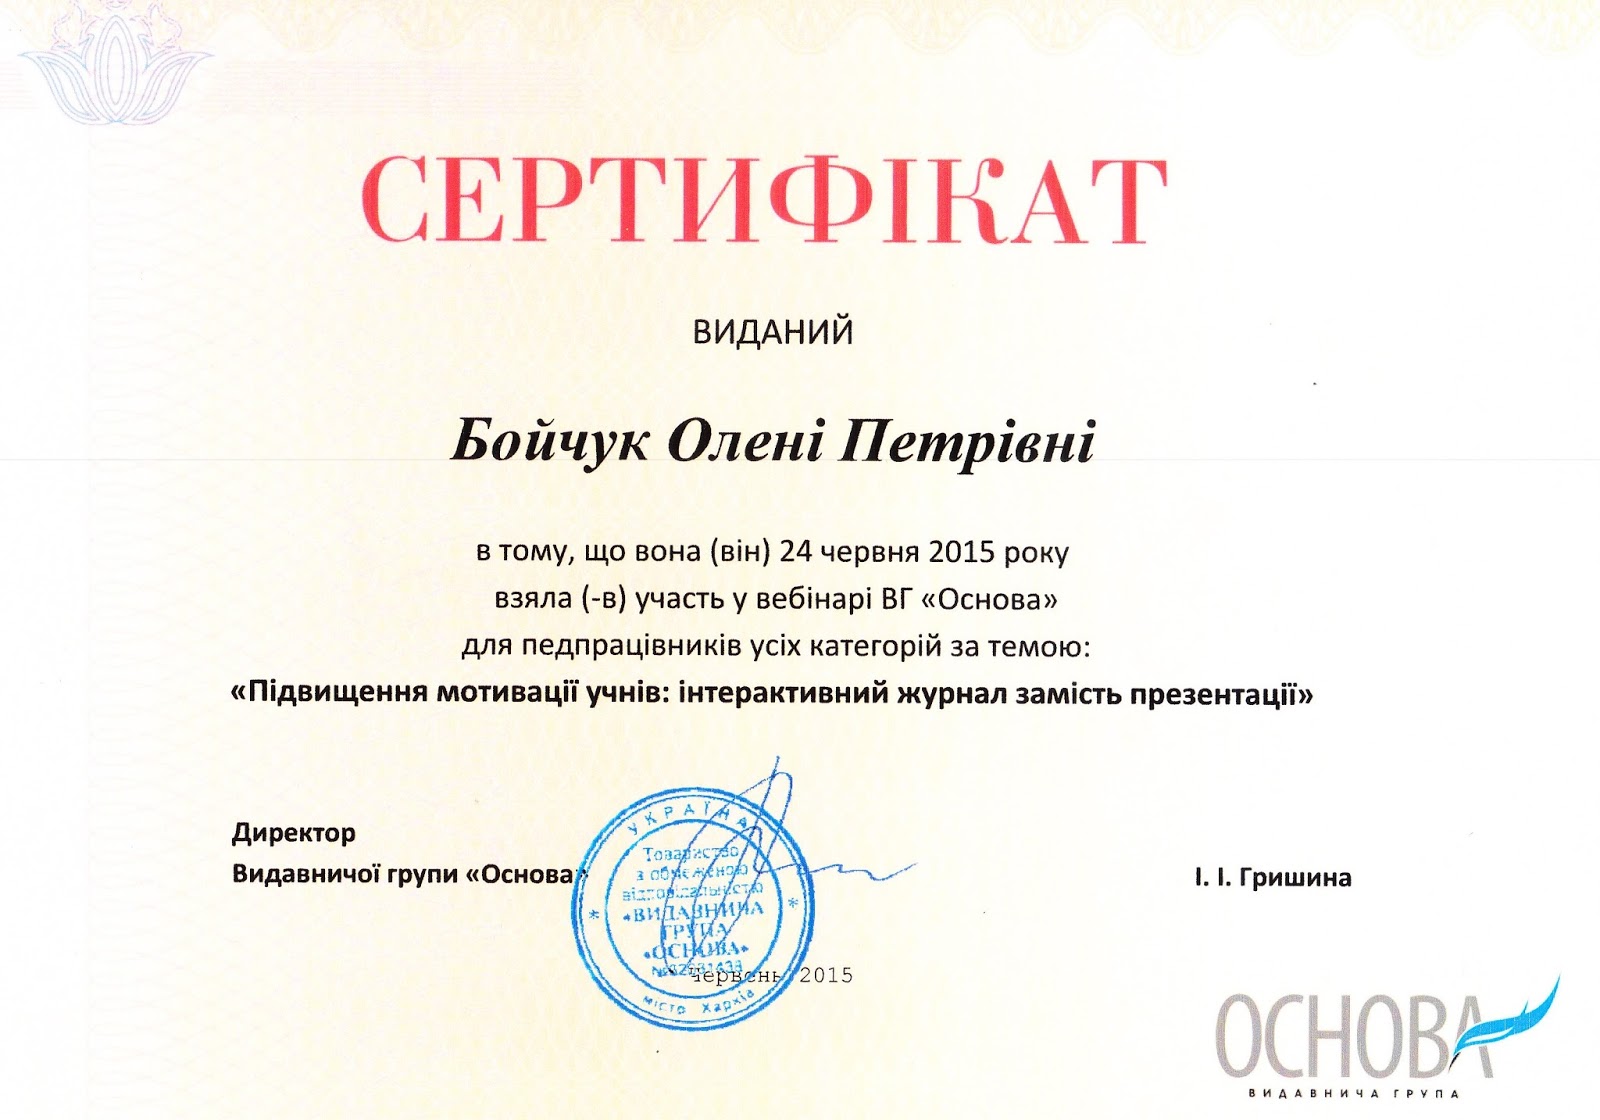 СЕРТИФІКАТ
ВИДАНИЙ
Бойчук Олені Петрівні
в тому, що вона (він) 24 червня 2015 року
взяла (-в) участь у вебінарі ВГ «Основа»
для педпрацівників усіх категорій за темою:
«Підвищення мотивації учнів: інтерактивний журнал замість презентації»
Директор
Видавничої групи «Основа»
І. І. Гришина
УКРАЇНА
Товариство
з обмеженою
відповідальністю
«ВИДАВНИЧА
ГРУПА
«ОСНОВА»
місто Харків
червень 2015
ОСНОВА
ВИДАВНИЧА ГРУПА